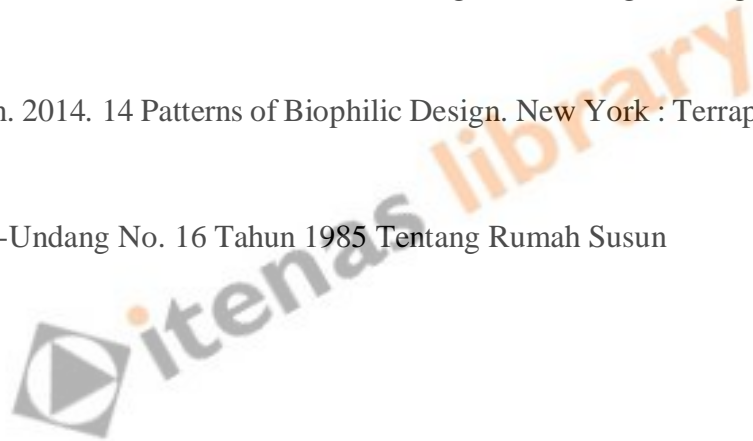 n. 2014. 14 Patterns of Biophilic Design. New York : Terrap
-Undang No. 16 Tahun 1985 Tentang Rumah Susun
itenas library